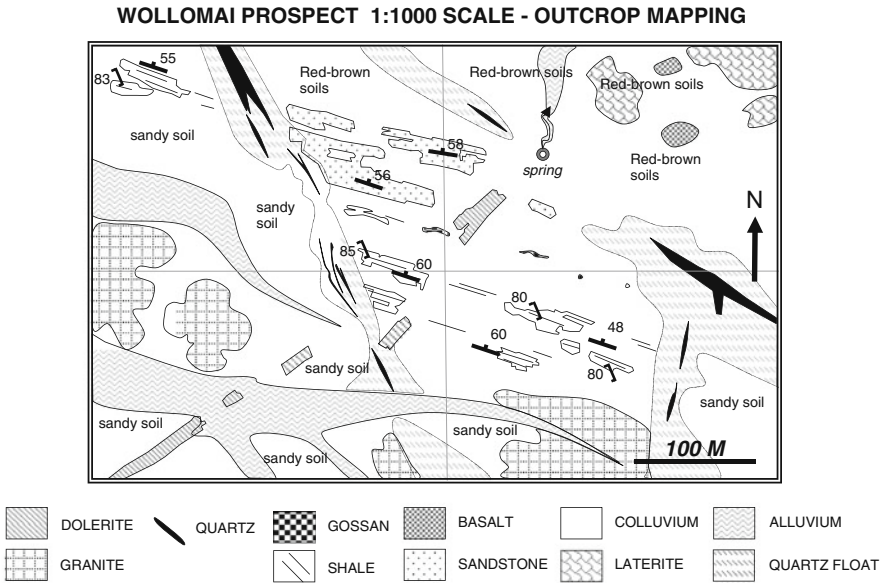 WOLLOMAI PROSPECT 1:1000 SCALE - OUTCROP MAPPING
55
83
Red-brown
soils
Red-brown soils
Red-brown soils
sandy soil
58
spring
Red-brown
soils
56
N
sandy
soil
85
60
80
48
60
80
sandy soil
sandy soil
sandy soil
sandy soil
sandy soil
100 M
DOLERITE
QUARTZ
GOSSAN
BASALT
COLLUVIUM
ALLUVIUM
GRANITE
SHALE
SANDSTONE
LATERITE
QUARTZ FLOAT